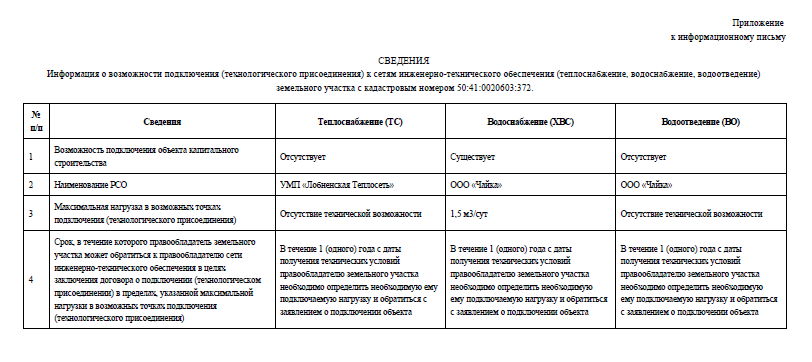 Приложение
к информационному письму
СВЕДЕНИЯ
Информация о возможности подключения (технологического присоединения) к сетям инженерно-технического обеспечения (теплоснабжение, водоснабжение, водоотведение)
земельного участка с кадастровым номером 50:41:0020603:372.
№
п/п
Сведения
Теплоснабжение (ТС)
Водоснабжение (ХВС)
Водоотведение (ВО)
1
Возможность подключения объекта капитального
строительства
Отсутствует
Существует
Отсутствует
2
Наименование РСО
УМП «Лобненская Теплосеть»
ООО «Чайка»
ООО «Чайка»
3
Максимальная нагрузка в возможных точках
подключения (технологического присоединения)
Отсутствие технической возможности
1,5 м3/сут
Отсутствие технической возможности
4
Срок, в течение которого правообладатель земельного
участка может обратиться к правообладателю сети
инженерно-технического обеспечения в целях
заключения договора о подключении (технологическом
присоединении) в пределах, указанной максимальной
нагрузки в возможных точках подключения
(технологического присоединения)
В течение 1 (одного) года с даты
получения технических условий
правообладателю земельного участка
необходимо определить необходимую ему
подключаемую нагрузку и обратиться с
заявлением о подключении объекта
В течение 1 (одного) года с даты
получения технических условий
правообладателю земельного участка
необходимо определить необходимую
ему подключаемую нагрузку и обратиться
с заявлением о подключении объекта
В течение 1 (одного) года с даты
получения технических условий
правообладателю земельного участка
необходимо определить необходимую
ему подключаемую нагрузку и обратиться
с заявлением о подключении объекта